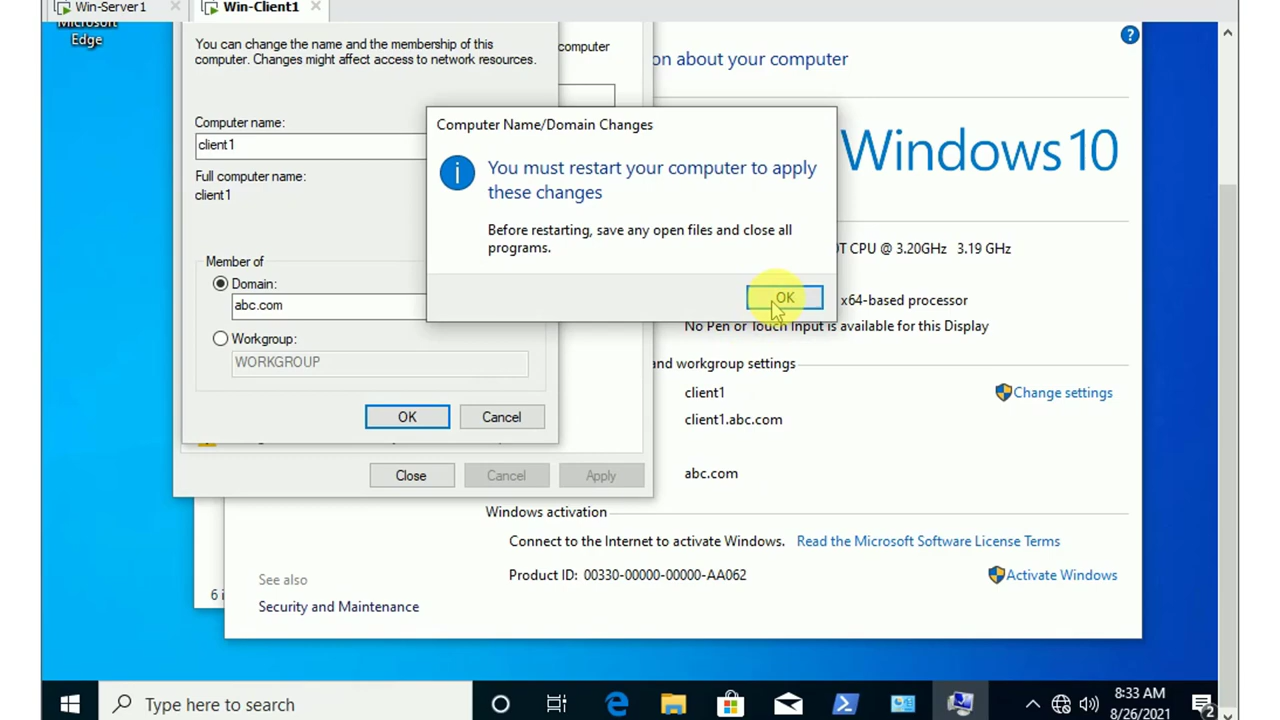 Win-Server1
Win-Client1
Microsoft
Edge
You can change the name and the membership of this
computer. Changes might affect access to network resources.
computer
on about your computer
Computer name:
client1
Full computer name:
client1
Member of
Domain:
abc.com
Workgroup:
WORKGROUP
OK
Cancel
Close
Cancel
Apply
Computer Name/Domain Changes
You must restart your computer to apply
these changes
Before restarting, save any open files and close all
programs.
OK
Windows 10
CPU @ 3.20GHz 3.19 GHz
x64-based processor
No Pen or Touch Input is available for this Display
and workgroup settings
client1
Change settings
client1.abc.com
abc.com
Windows activation
Connect to the Internet to activate Windows. Read the Microsoft Software License Terms
Product ID: 00330-00000-00000-AA062
Activate Windows
See also
Security and Maintenance
6 i
Type here to search
8:33 AM
8/26/2021
2